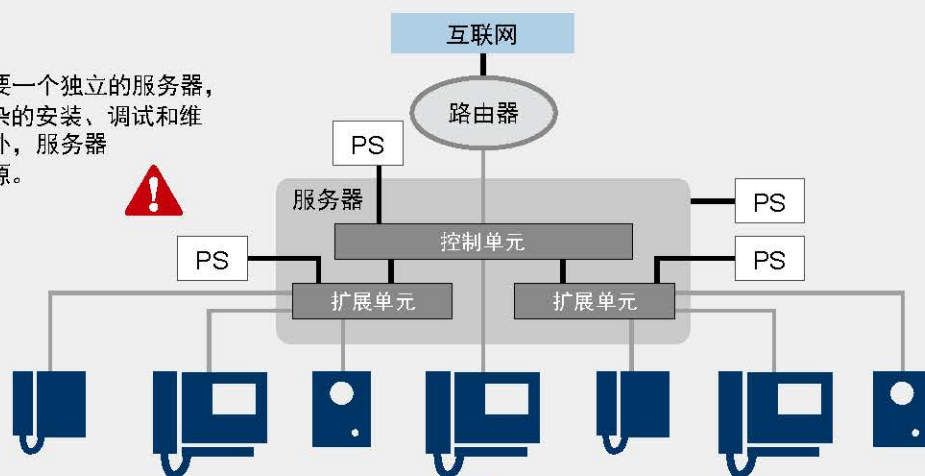 互联网
要一个独立的服务器，
杂的安装、调试和维
外，服务器
源。
路由器
PS
服务器
PS
控制单元
PS
PS
扩展单元
扩展单元